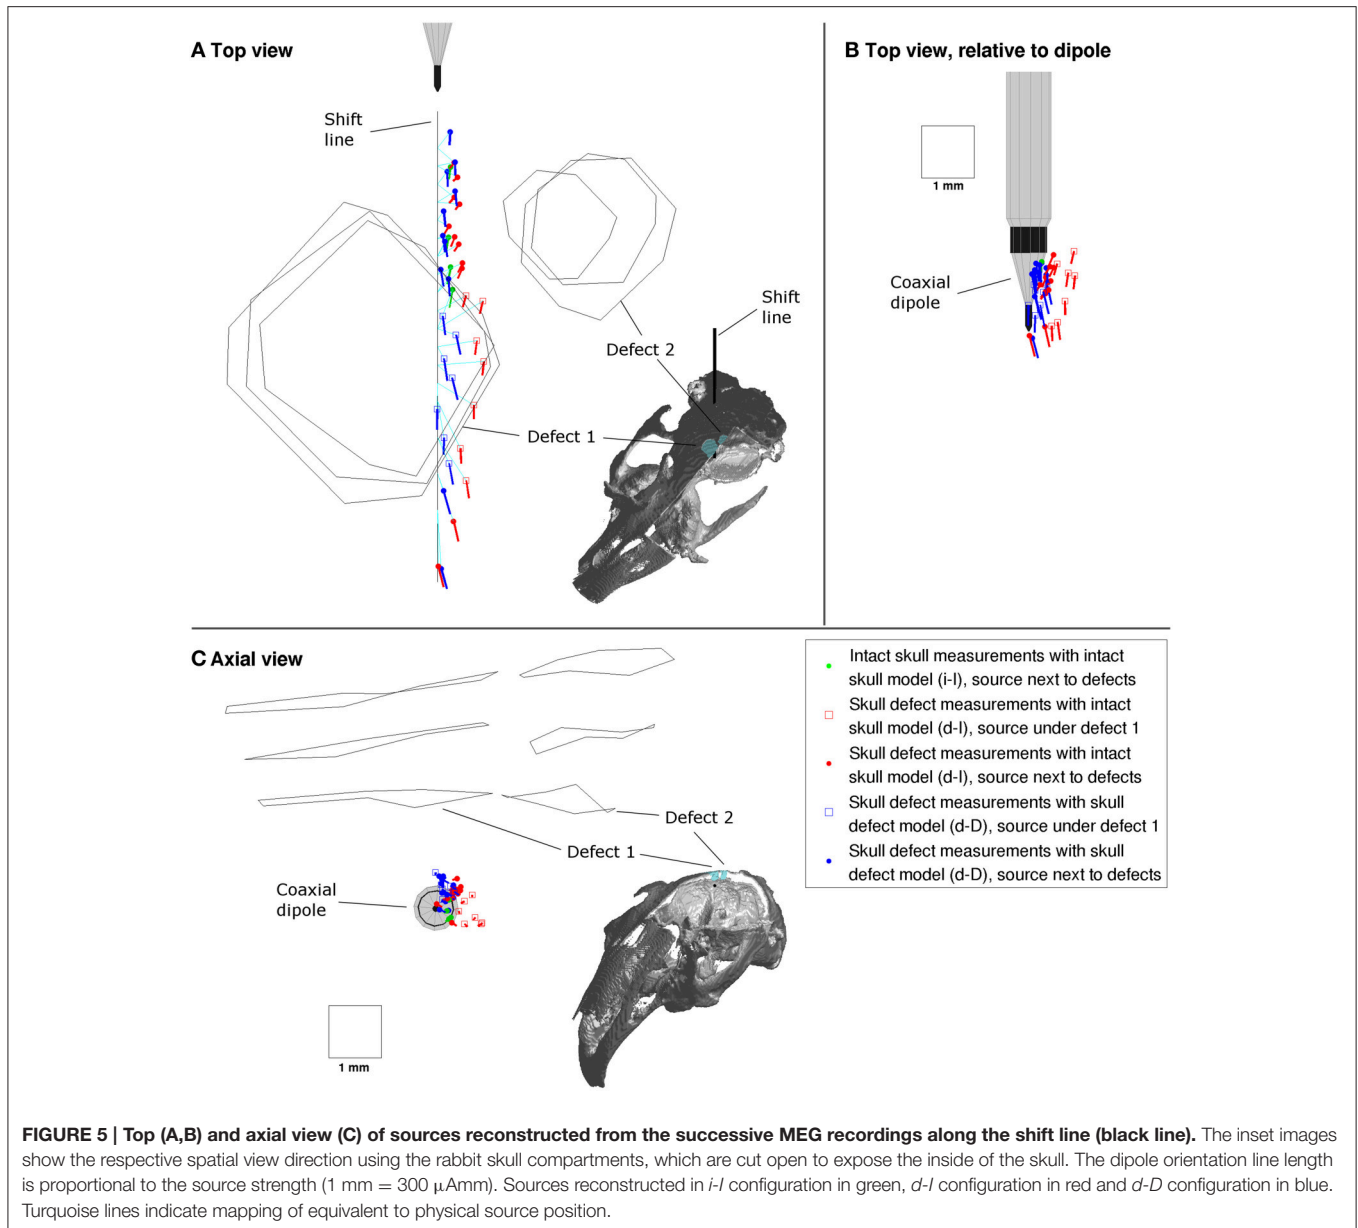 A Top view
Shift
line
Defect 2
Shift
line
Defect 1
B Top view, relative to dipole
1 mm
Coaxial
dipole
C Axial view
Defect 2
Defect 1
Coaxial
dipole
1 mm
Intact skull measurements with intact
skull model (i-I), source next to defects
Skull defect measurements with intact
skull model (d-I), source under defect 1
Skull defect measurements with intact
skull model (d-I), source next to defects
Skull defect measurements with skull
defect model (d-D), source under defect 1
Skull defect measurements with skull
defect model (d-D), source next to defects
FIGURE 5 | Top (A,B) and axial view (C) of sources reconstructed from the successive MEG recordings along the shift line (black line). The inset images
show the respective spatial view direction using the rabbit skull compartments, which are cut open to expose the inside of the skull. The dipole orientation line length
is proportional to the source strength (1 mm = 300 μAmm). Sources reconstructed in i-I configuration in green, d-I configuration in red and d-D configuration in blue.
Turquoise lines indicate mapping of equivalent to physical source position.